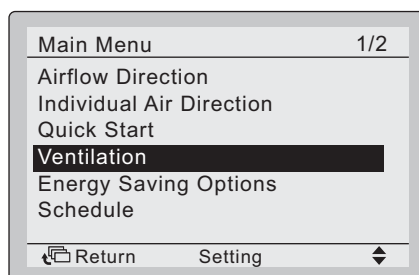 Main Menu 1/2
Airflow Direction
Individual Air Direction
Quick Start
Ventilation
Energy Saving Options
Schedule
Return Setting